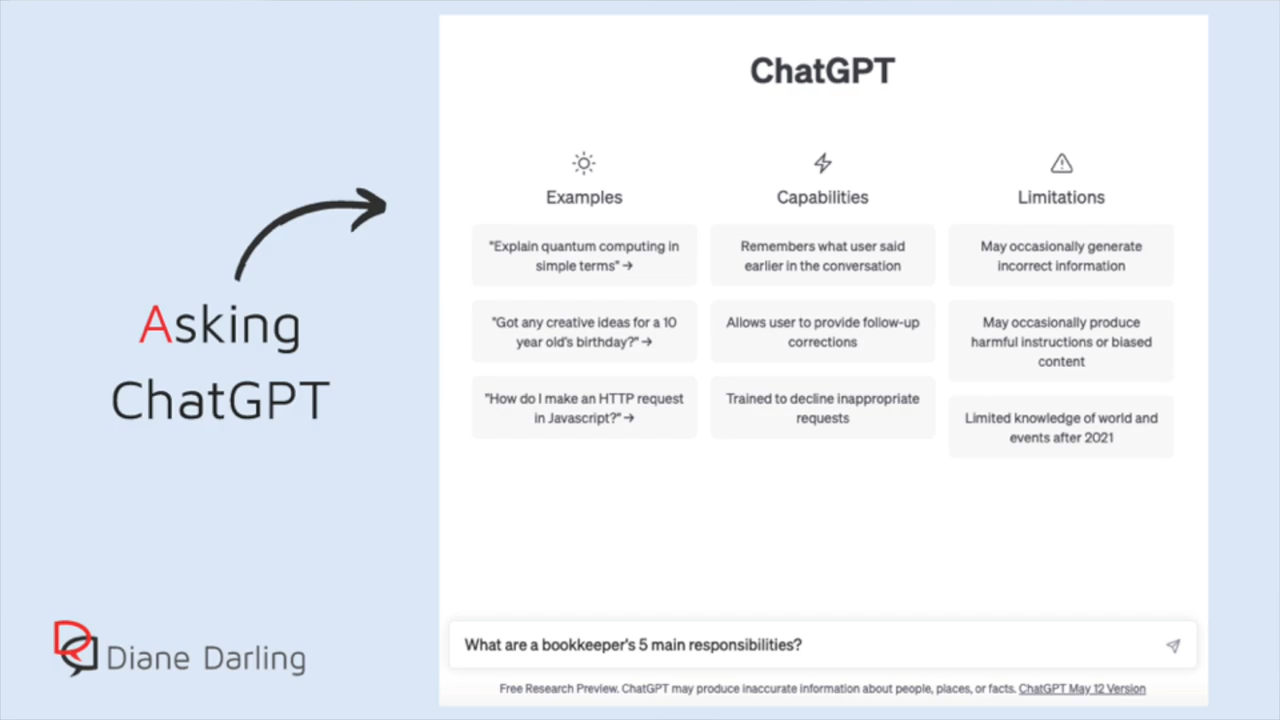 Asking
ChatGPT
Diane Darling
ChatGPT
Examples
"Explain quantum computing in
simple terms" →
"Got any creative ideas for a 10
year old's birthday?" →
"How do I make an HTTP request
in Javascript?" →
Capabilities
Remembers what user said
earlier in the conversation
Allows user to provide follow-up
corrections
Trained to decline inappropriate
requests
Limitations
May occasionally generate
incorrect information
May occasionally produce
harmful instructions or biased
content
Limited knowledge of world and
events after 2021
What are a bookkeeper's 5 main responsibilities?
Free Research Preview. ChatGPT may produce inaccurate information about people, places, or facts. ChatGPT May 12 Version